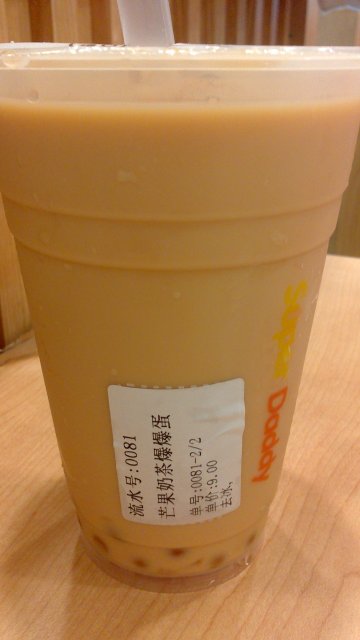 流水号:0081
芒果奶茶爆爆蛋
单号:0081-2/2
单价:9.00
去冰,
Super Daddy